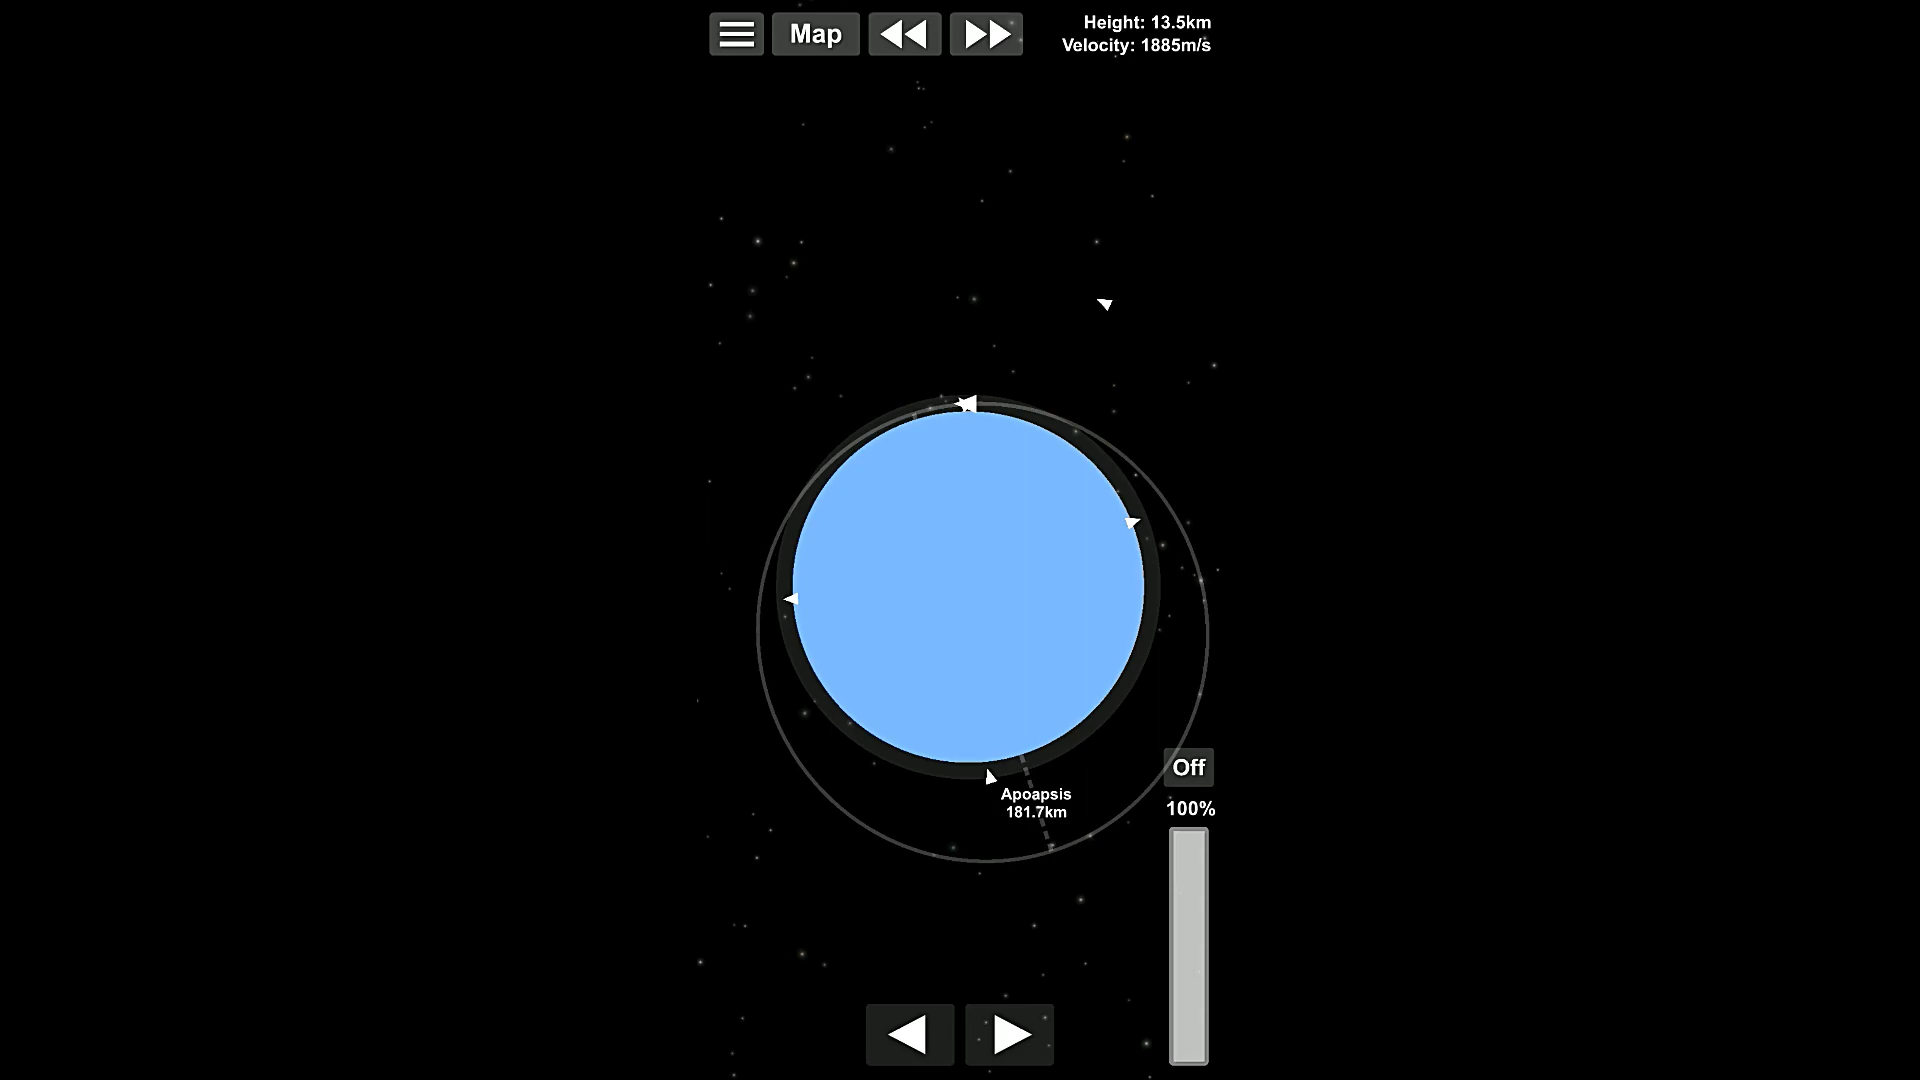 Map
Height: 13.5km
Velocity: 1885m/s
Apoapsis
181.7km
Off
100%